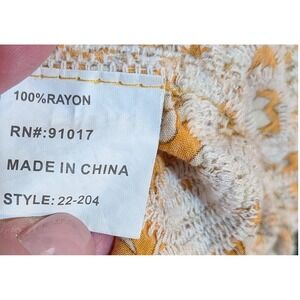 100%RAYON
RN#:91017
MADE IN CHINA
STYLE: 22-204